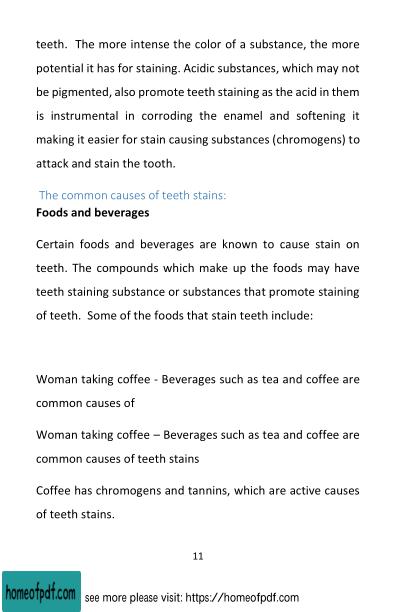 teeth.  The more intense the color of a substance, the more
potential it has for staining. Acidic substances, which may not
be pigmented, also promote teeth staining as the acid in them
is instrumental in corroding the enamel and softening it
making it easier for stain causing substances (chromogens) to
attack and stain the tooth.
The common causes of teeth stains:
Foods and beverages
Certain foods and beverages are known to cause stain on
teeth. The compounds which make up the foods may have
teeth staining substance or substances that promote staining
of teeth.  Some of the foods that stain teeth include:
Woman taking coffee - Beverages such as tea and coffee are
common causes of
Woman taking coffee – Beverages such as tea and coffee are
common causes of teeth stains
Coffee has chromogens and tannins, which are active causes
of teeth stains.
11
homeofpdf.com see more please visit: https://homeofpdf.com